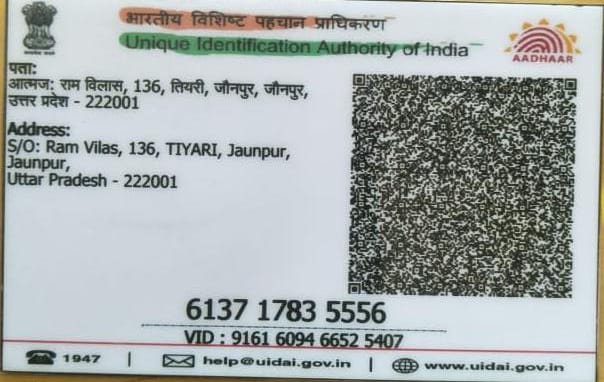 भारतीय विशिष्ट पहचान प्राधिकरण
Unique Identification Authority of India
AADHAAR
पता:
आत्मज: राम विलास, 136, तियरी, जौनपुर, जौनपुर,
उत्तर प्रदेश - 222001
Address:
S/O: Ram Vilas, 136, TIYARI, Jaunpur,
Jaunpur,
Uttar Pradesh - 222001
6137 1783 5556
VID : 9161 6094 6652 5407
1947 | help@uidai.gov.in | www.uidai.gov.in